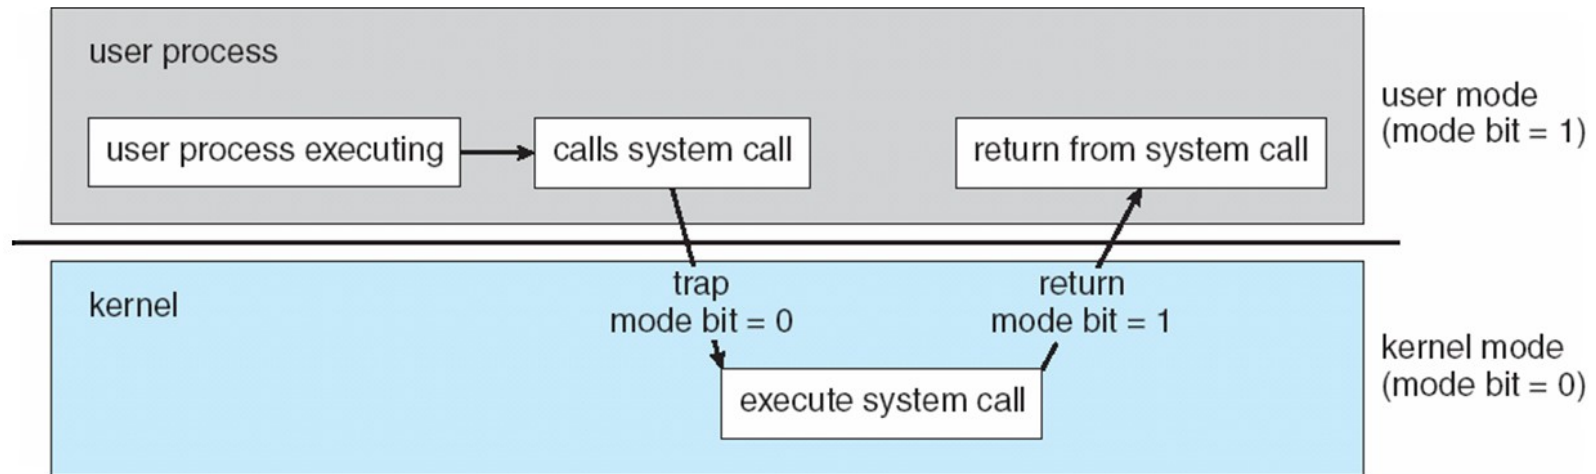 user process
user process executing
calls system call
return from system call
user mode
(mode bit = 1)
kernel
trap
mode bit = 0
return
mode bit = 1
execute system call
kernel mode
(mode bit = 0)